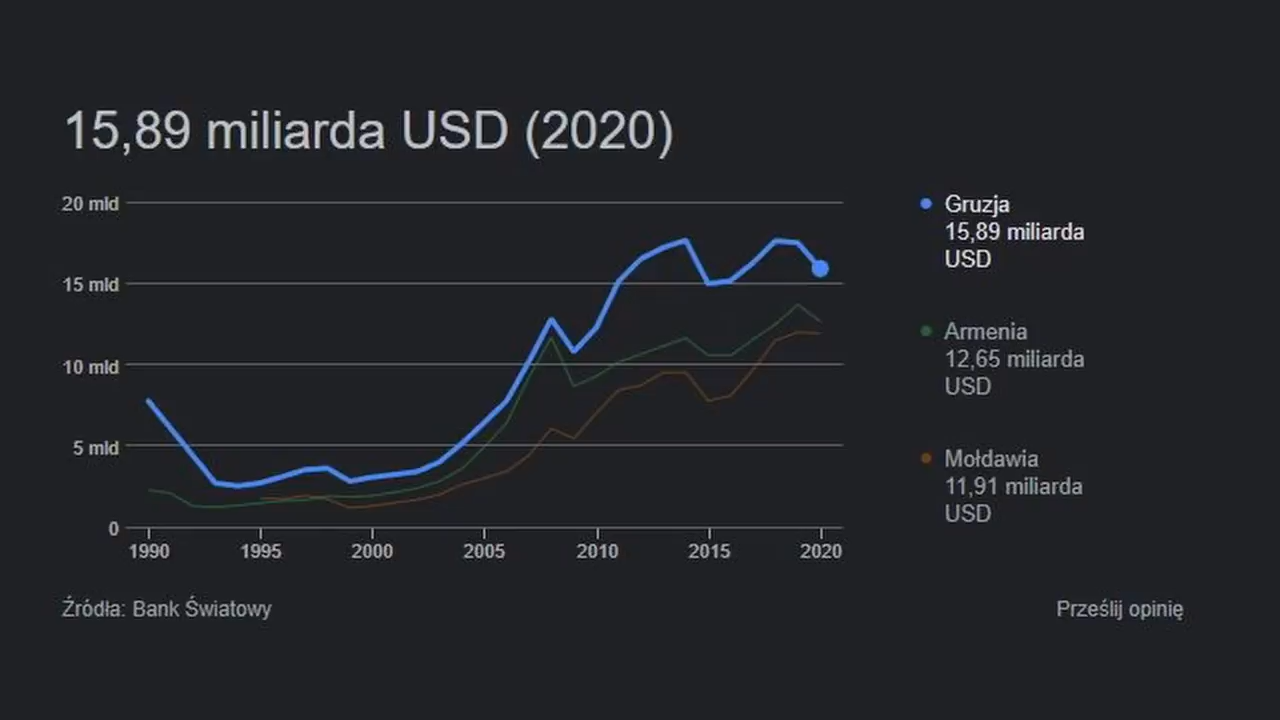 15,89 miliarda USD (2020)
20 mld
15 mld
10 mld
5 mld
0
1990 1995 2000 2005 2010 2015 2020
Gruzja
15,89 miliarda
USD
Armenia
12,65 miliarda
USD
Mołdawia
11,91 miliarda
USD
Źródła: Bank Światowy
Prześlij opinię